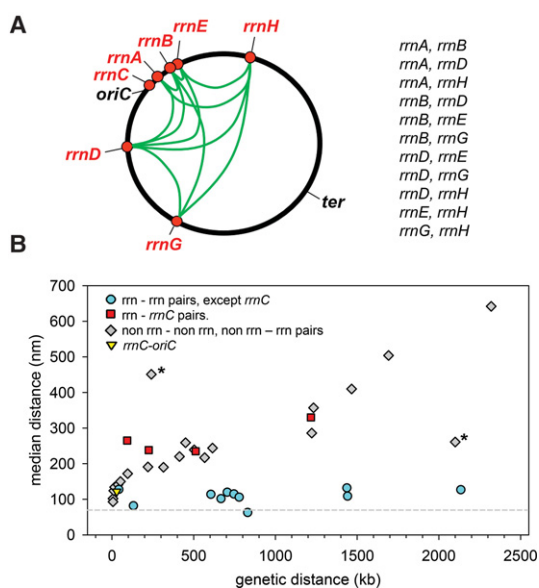 A
rrnE
rrnH
rrnB
rrnA
rrnC
oriC
rrnD
rrnG
ter
rrnA, rrnB
rrnA, rrnD
rrnA, rrnH
rrnB, rrnD
rrnB, rrnE
rrnB, rrnG
rrnD, rrnE
rrnD, rrnG
rrnD, rrnH
rrnE, rrnH
rrnG, rrnH
B
median distance (nm)
700
600
500
400
300
200
100
0
rrn - rrn pairs, except rrnC
rrn - rrnC pairs.
non rrn - non rrn, non rrn – rrn pairs
rrnC-oriC
*
*
0 500 1000 1500 2000 2500
genetic distance (kb)